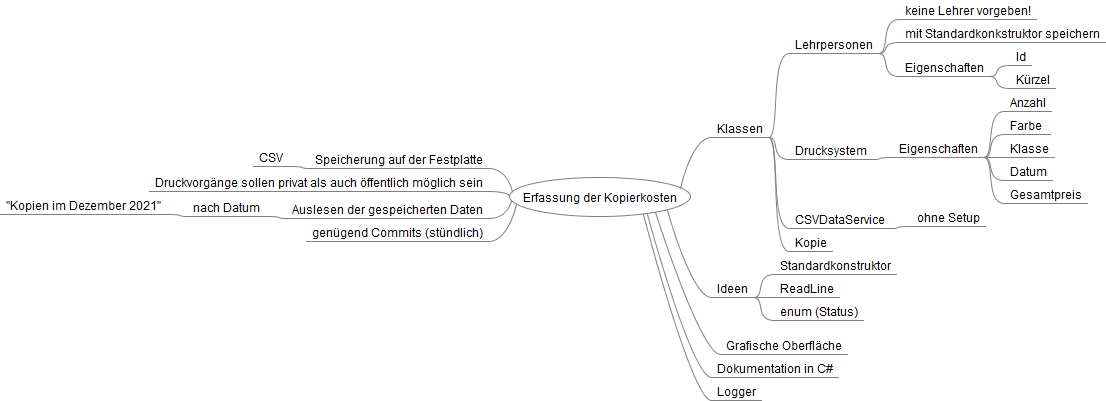 Erfassung der Kopierkosten
Klassen
Lehrpersonen
keine Lehrer vorgeben!
mit Standardkonkstruktor speichern
Eigenschaften
Id
Kürzel
Drucksystem
Eigenschaften
Anzahl
Farbe
Klasse
Datum
Gesamtpreis
CSVDataService
ohne Setup
Kopie
Ideen
Standardkonstruktor
ReadLine
enum (Status)
Grafische Oberfläche
Dokumentation in C#
Logger
Speicherung auf der Festplatte
CSV
Druckvorgänge sollen privat als auch öffentlich möglich sein
Auslesen der gespeicherten Daten
nach Datum
"Kopien im Dezember 2021"
genügend Commits (stündlich)